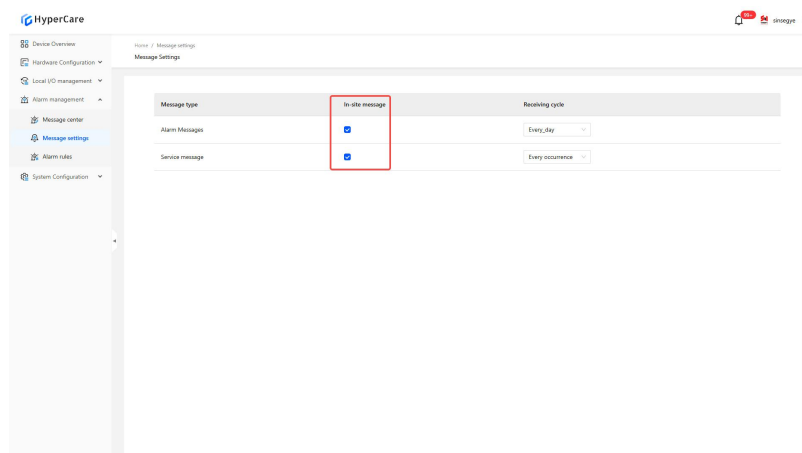 HyperCare
99+
sinsegye
Device Overview
Hardware Configuration
Local I/O management
Alarm management
Message center
Message settings
Alarm rules
System Configuration
Home / Message settings
Message Settings
Message type In-site message Receiving cycle
Alarm Messages Every_day
Service message Every occurrence